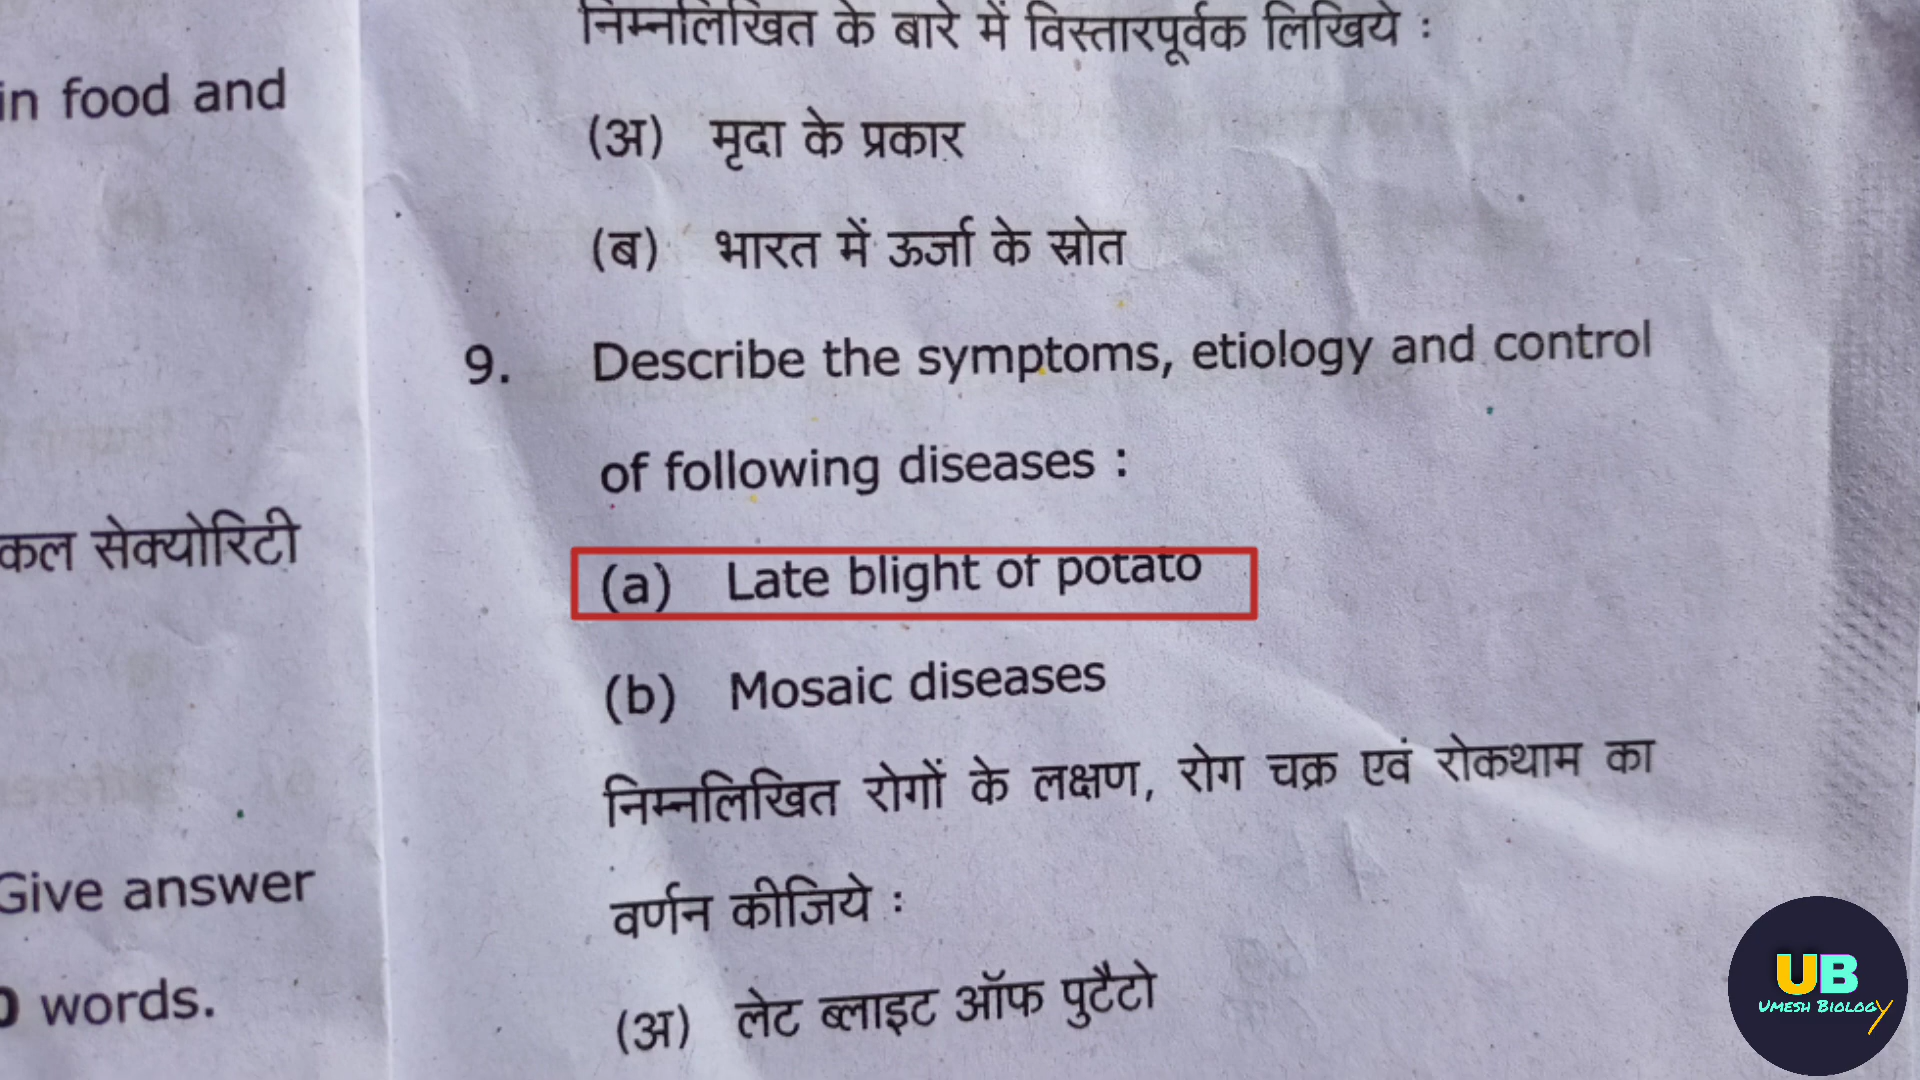 in food and
कल सेक्योरिटी
Give answer
words.
निम्नलिखित के बारे में विस्तारपूर्वक लिखिये :
(अ) मृदा के प्रकार
(ब) भारत में ऊर्जा के स्रोत
9. Describe the symptoms, etiology and control
of following diseases :
(a) Late blight of potato
(b) Mosaic diseases
निम्नलिखित रोगों के लक्षण, रोग चक्र एवं रोकथाम का
वर्णन कीजिये :
(अ) लेट ब्लाइट ऑफ पुटैटो
UB
UMESH BIOLOGY